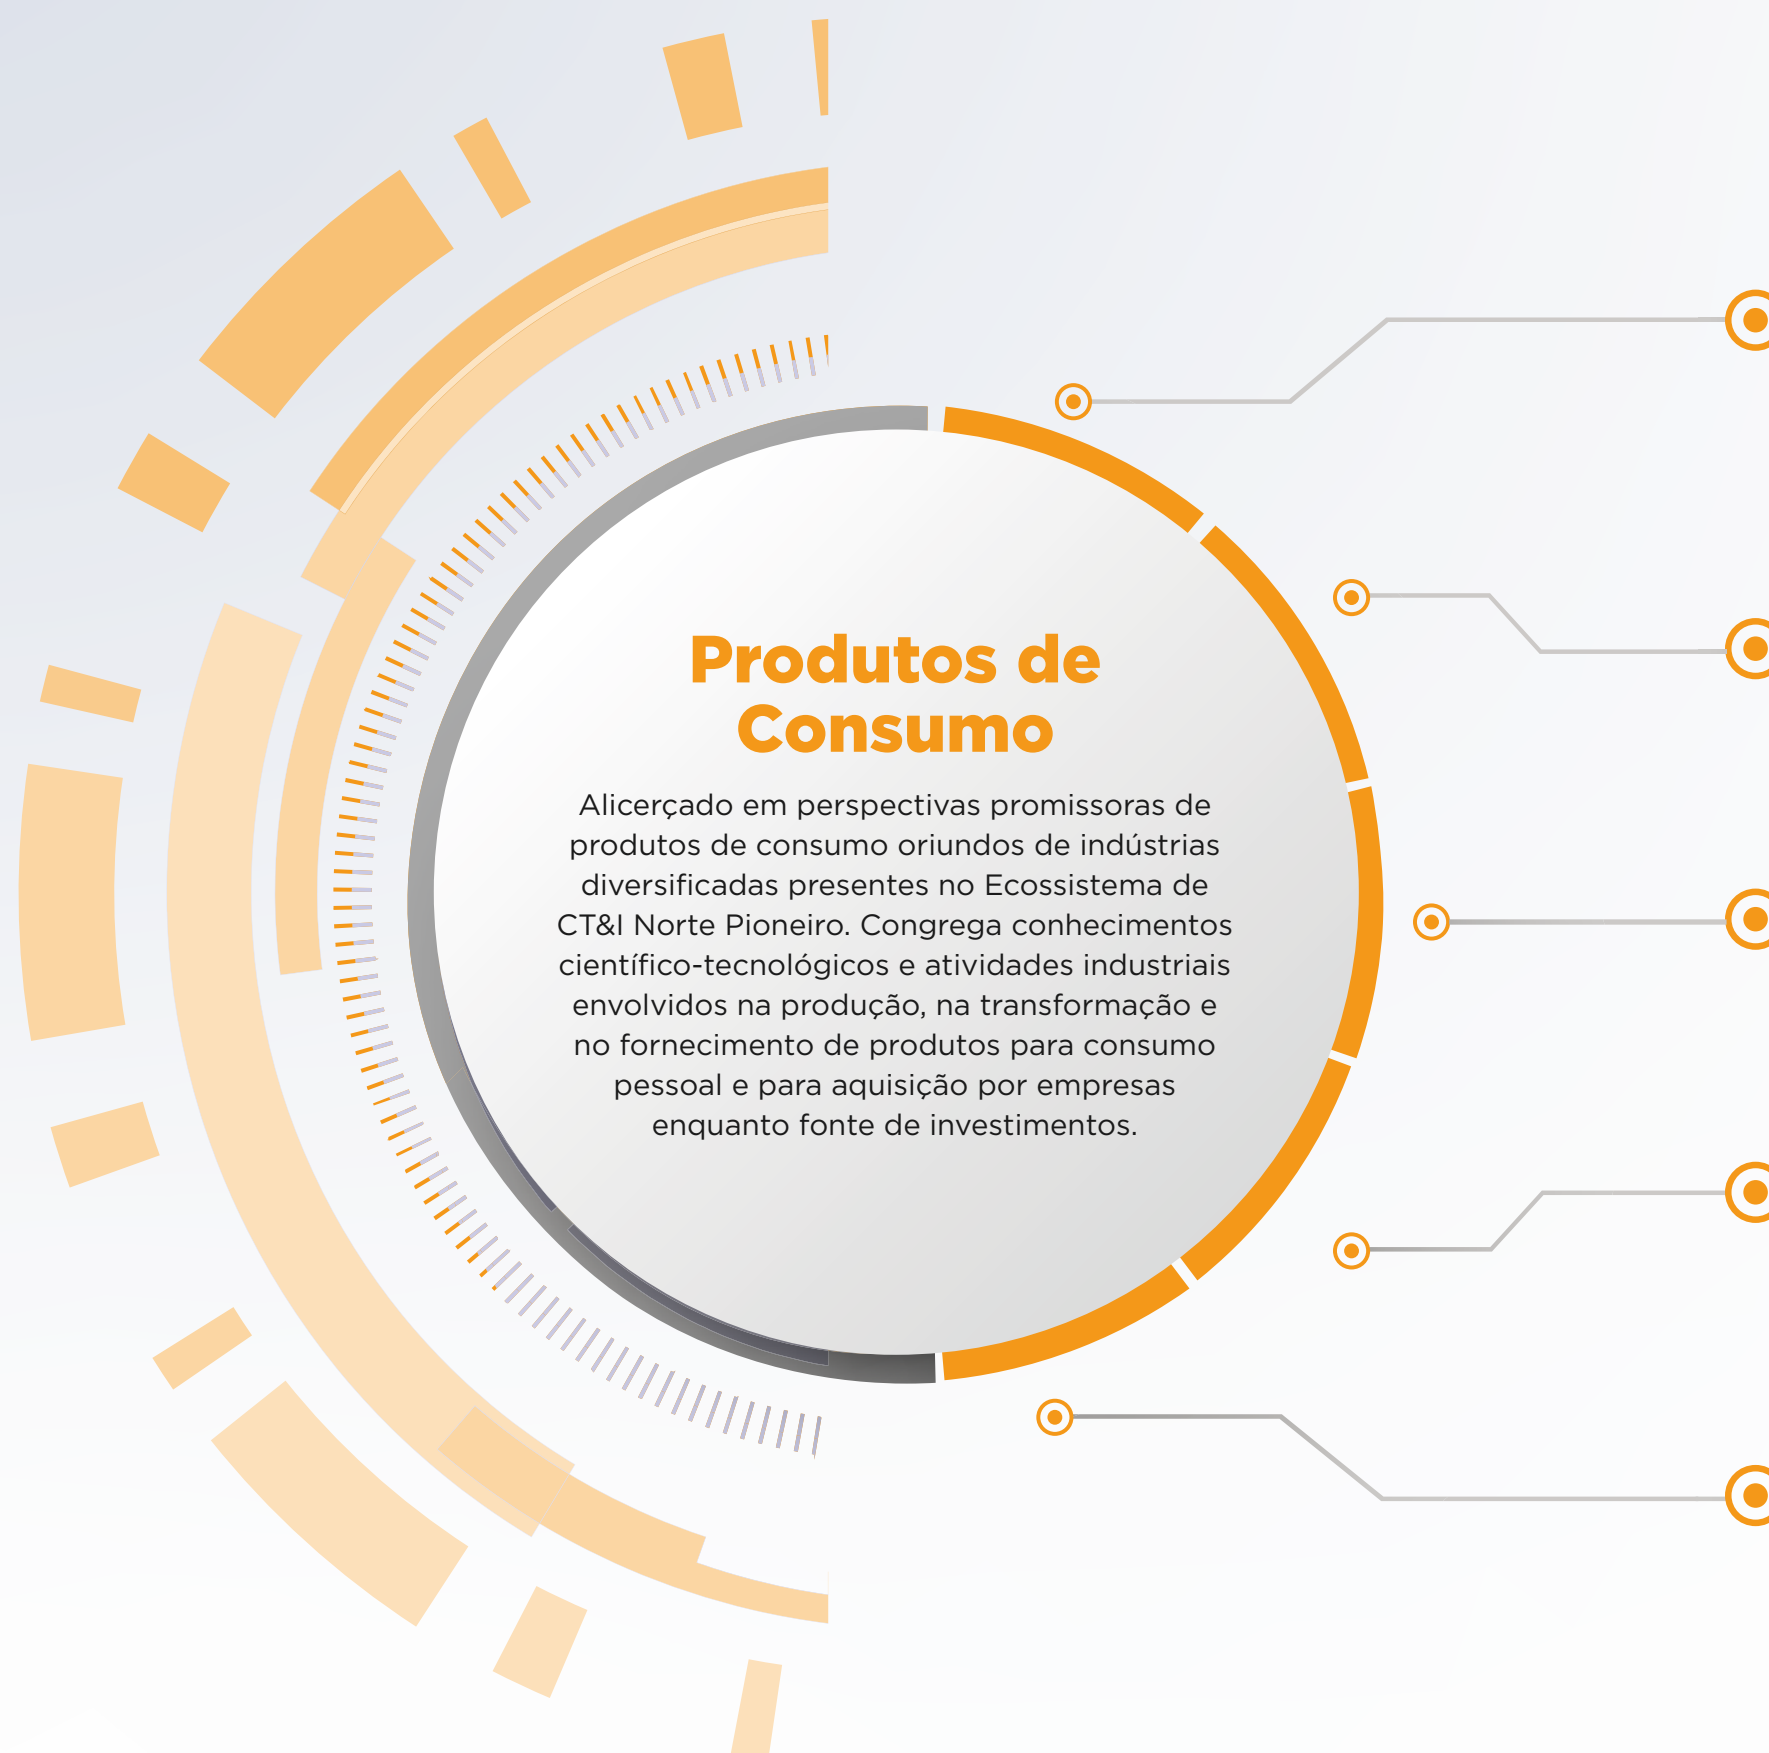 Produtos de
Consumo
Alicerçado em perspectivas promissoras de
produtos de consumo oriundos de indústrias
diversificadas presentes no Ecossistema de
CT&I Norte Pioneiro. Congrega conhecimentos
científico-tecnológicos e atividades industriais
envolvidos na produção, na transformação e
no fornecimento de produtos para consumo
pessoal e para aquisição por empresas
enquanto fonte de investimentos.